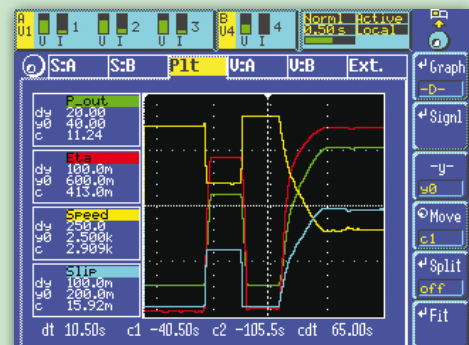 A U1 U I 1 U I 2 U I 3 B U4 U I 4 Norml Active
0.50 s Local
S:A S:B Plt V:A V:B Ext.
P_out
dy 20.00
y0 40.00
c 11.24
Eta
dy 100.0m
y0 600.0m
c 413.0m
Speed
dy 250.0
y0 2.500k
c 2.909k
Slip
dy 100.0m
y0 200.0m
c 15.92m
dt 10.50s c1 -40.50s c2 -105.5s cdt 65.00s
Graph
-D-
Signl
-y-
y0
Move
c1
Split
off
Fit